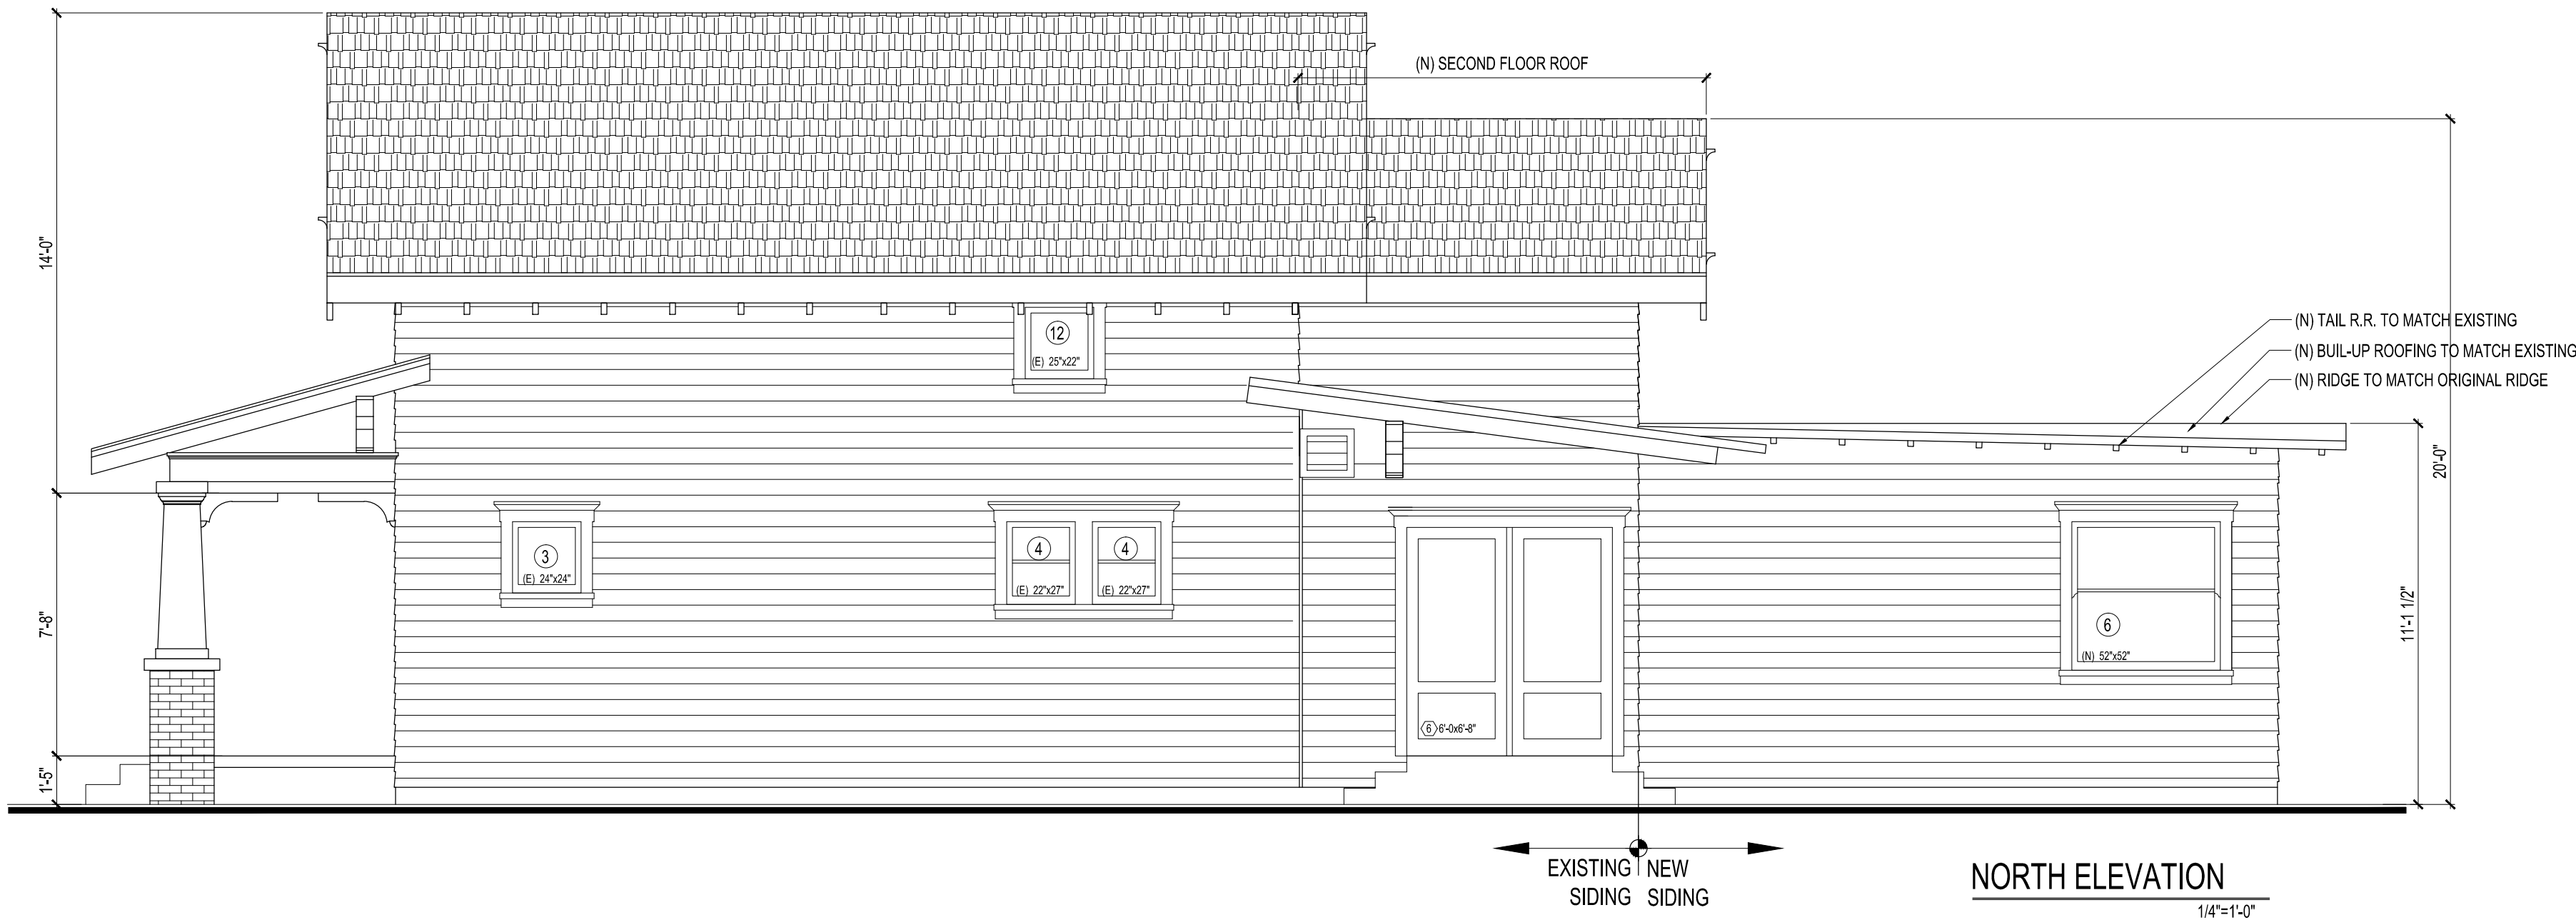 (N) SECOND FLOOR ROOF
14'-0"
7'-8"
1'-5"
12
(E) 25"x22"
(N) TAIL R.R. TO MATCH EXISTING
(N) BUIL-UP ROOFING TO MATCH EXISTING
(N) RIDGE TO MATCH ORIGINAL RIDGE
20'-0"
11'-1 1/2"
3
(E) 24"x24"
4
(E) 22"x27"
4
(E) 22"x27"
6
(N) 52"x52"
6 6'-0x6'-8"
EXISTING
SIDING
NEW
SIDING
NORTH ELEVATION
1/4"=1'-0"